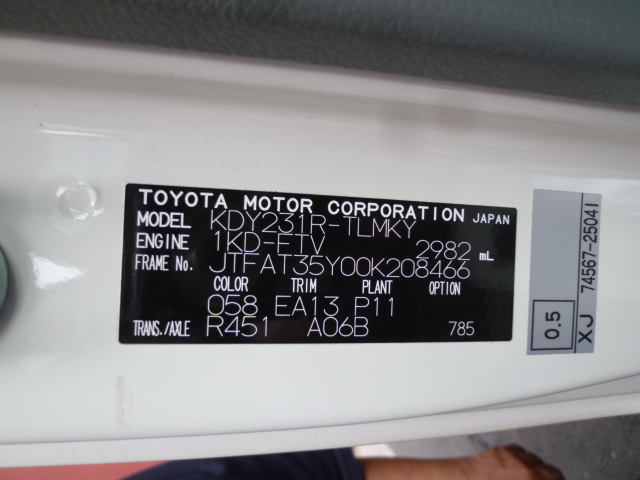 TOYOTA MOTOR CORPORATION JAPAN
MODEL KDY231R-TLMKY
ENGINE 1KD-FTV 2982 mL
FRAME No. JTFAT35Y00K208466
COLOR TRIM PLANT OPTION
058 EA13 P11
TRANS./AXLE R451 A06B 785
74567-25041
0.5 XJ